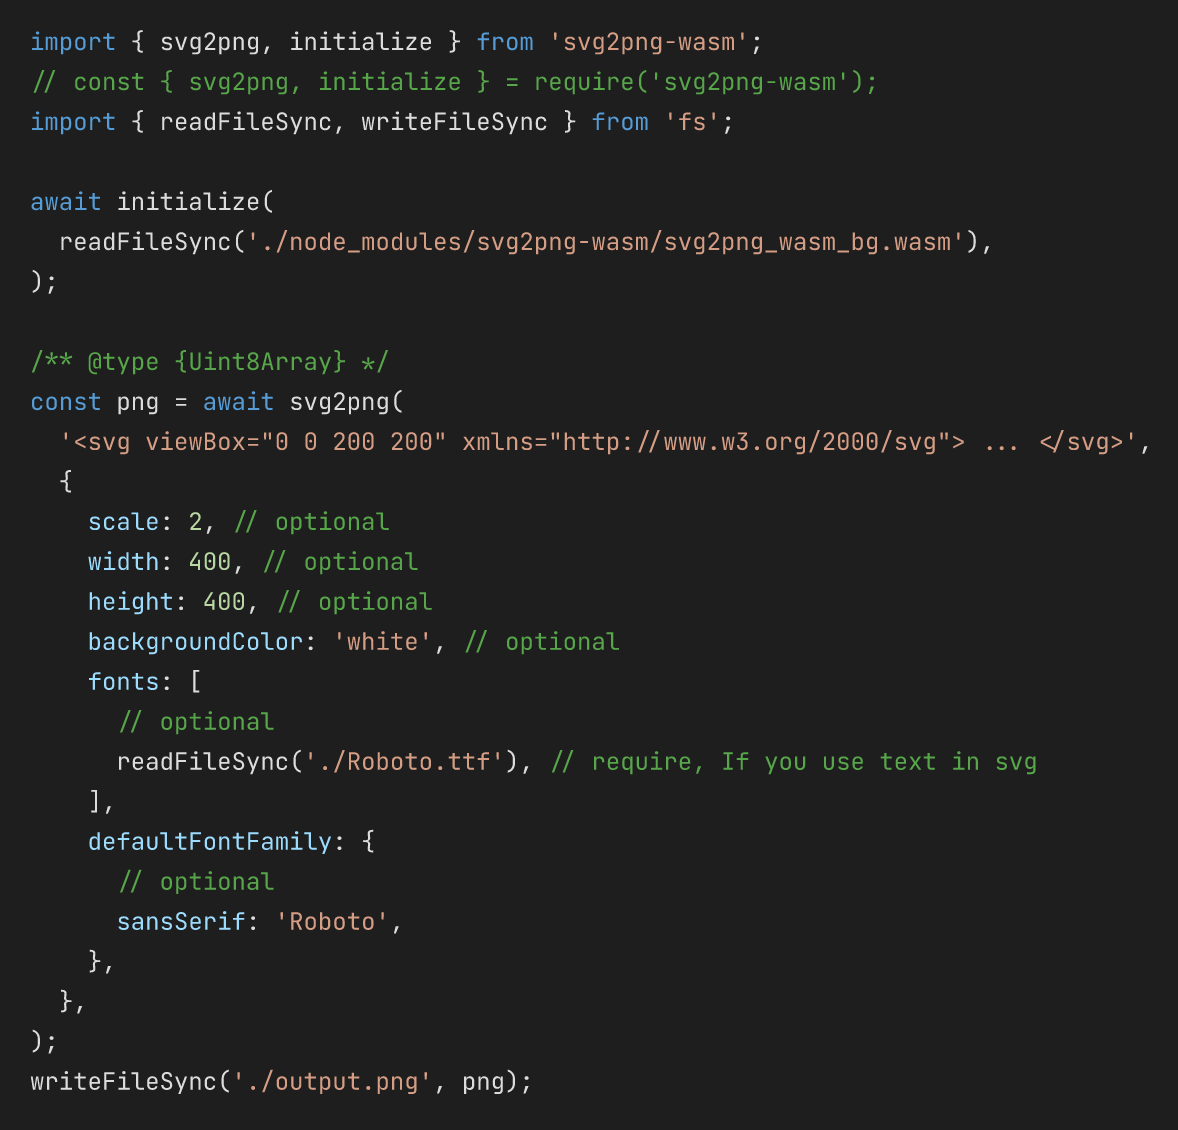 import { svg2png, initialize } from 'svg2png-wasm';
// const { svg2png, initialize } = require('svg2png-wasm');
import { readFileSync, writeFileSync } from 'fs';

await initialize(
  readFileSync('./node_modules/svg2png-wasm/svg2png_wasm_bg.wasm'),
);

/** @type {Uint8Array} */
const png = await svg2png(
  '<svg viewBox="0 0 200 200" xmlns="http://www.w3.org/2000/svg"> ... </svg>',
  {
    scale: 2, // optional
    width: 400, // optional
    height: 400, // optional
    backgroundColor: 'white', // optional
    fonts: [
      // optional
      readFileSync('./Roboto.ttf'), // require, If you use text in svg
    ],
    defaultFontFamily: {
      // optional
      sansSerif: 'Roboto',
    },
  },
);
writeFileSync('./output.png', png);